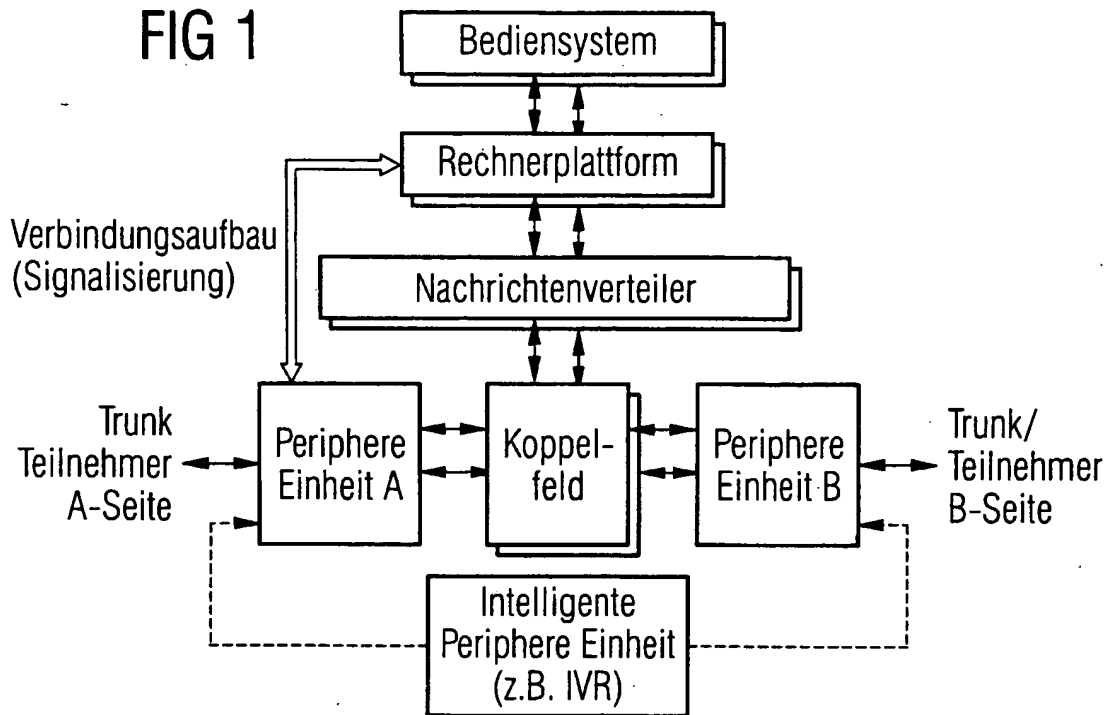 FIG 1
Bediensystem
Rechnerplattform
Verbindungsaufbau
(Signalisierung)
Nachrichtenverteiler
Trunk
Teilnehmer
A-Seite
Periphere
Einheit A
Koppel-
feld
Periphere
Einheit B
Trunk/
Teilnehmer
B-Seite
Intelligente
Periphere Einheit
(z.B. IVR)